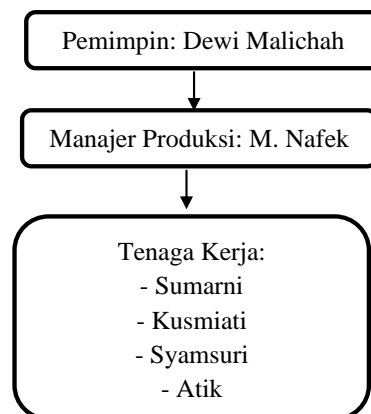 Pemimpin: Dewi Malichah
Manajer Produksi: M. Nafek
Tenaga Kerja:
- Sumarni
- Kusmiati
- Syamsuri
- Atik